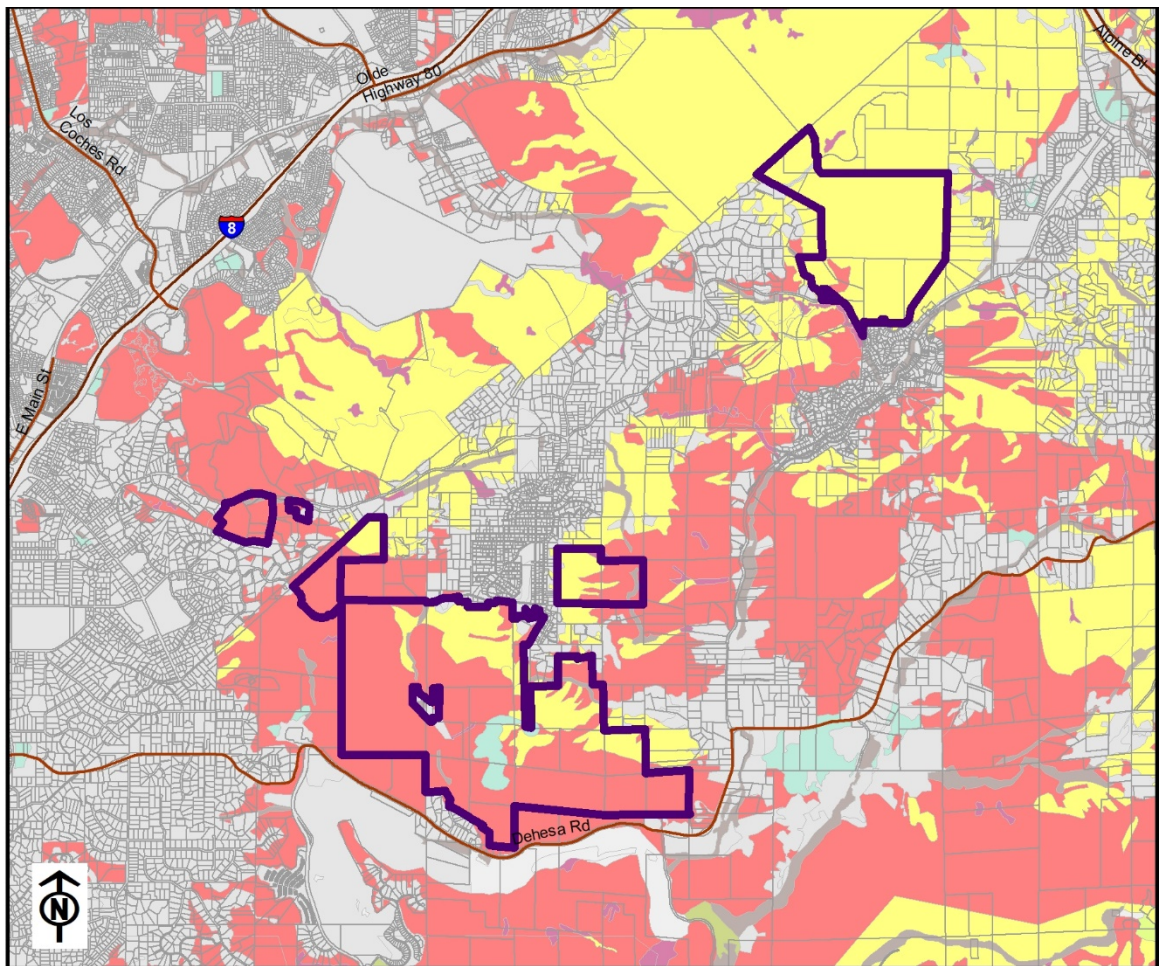 Alpine Bl
Olde
Highway 80
Los
Coches Rd
8
E Main St
Dehesa Rd
N